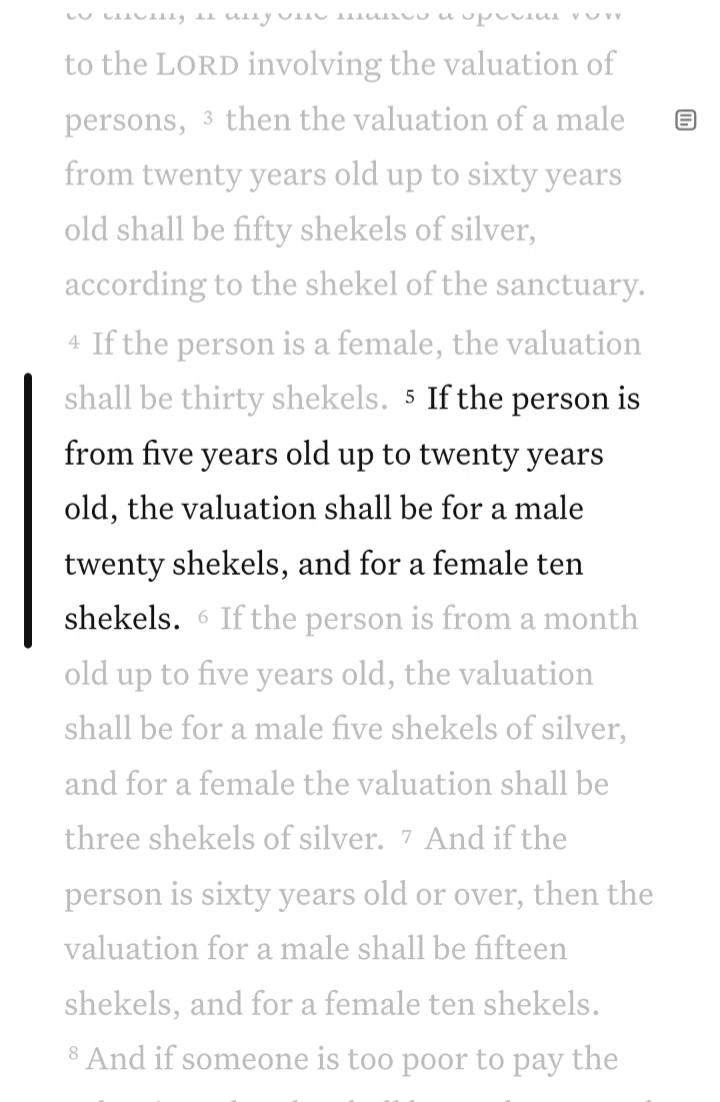 to them, If anyone makes a special vow
to the LORD involving the valuation of
persons, 3 then the valuation of a male
from twenty years old up to sixty years
old shall be fifty shekels of silver,
according to the shekel of the sanctuary.
4 If the person is a female, the valuation
shall be thirty shekels. 5 If the person is
from five years old up to twenty years
old, the valuation shall be for a male
twenty shekels, and for a female ten
shekels. 6 If the person is from a month
old up to five years old, the valuation
shall be for a male five shekels of silver,
and for a female the valuation shall be
three shekels of silver. 7 And if the
person is sixty years old or over, then the
valuation for a male shall be fifteen
shekels, and for a female ten shekels.
8 And if someone is too poor to pay the